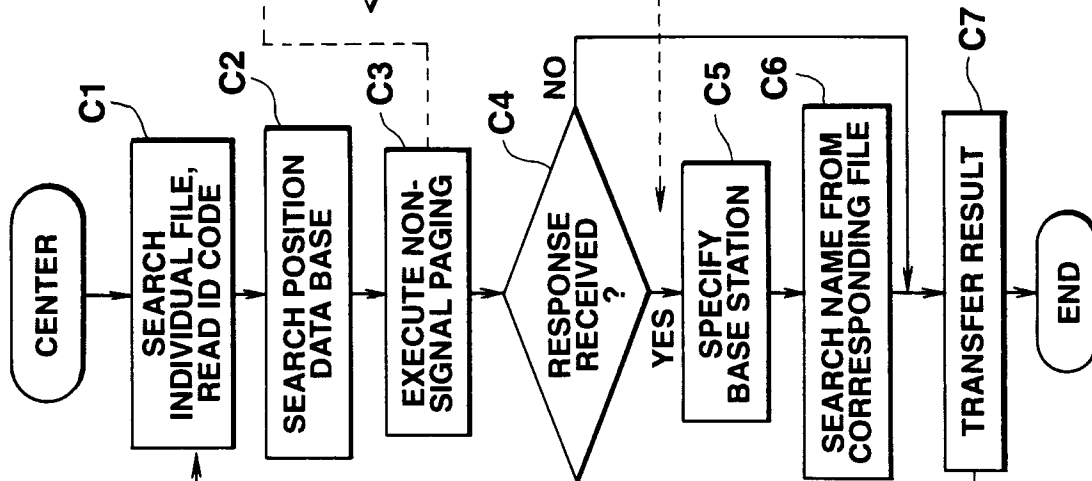 CENTER
C1
SEARCH
INDIVIDUAL FILE,
READ ID CODE
C2
SEARCH POSITION
DATA BASE
C3
EXECUTE NON-
SIGNAL PAGING
C4
RESPONSE
RECEIVED
?
NO
YES
C5
SPECIFY
BASE STATION
C6
SEARCH NAME FROM
CORRESPONDING FILE
C7
TRANSFER RESULT
END